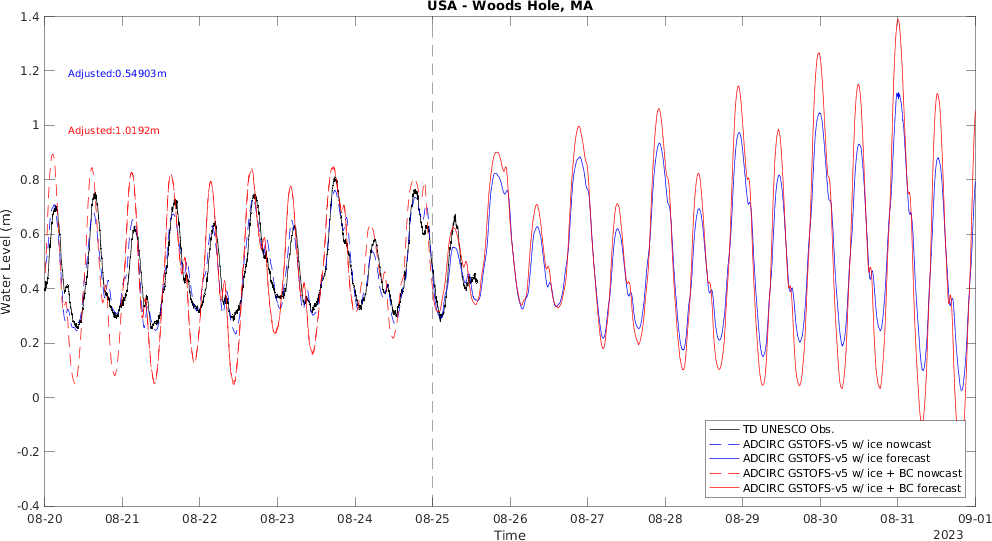 USA - Woods Hole, MA
1.4
1.2
1
0.8
0.6
0.4
0.2
0
-0.2
-0.4
Water Level (m)
Adjusted:0.54903m
Adjusted:1.0192m
TD UNESCO Obs.
ADCIRC GSTOFS-v5 w/ ice nowcast
ADCIRC GSTOFS-v5 w/ ice forecast
ADCIRC GSTOFS-v5 w/ ice + BC nowcast
ADCIRC GSTOFS-v5 w/ ice + BC forecast
08-20 08-21 08-22 08-23 08-24 08-25 08-26 08-27 08-28 08-29 08-30 08-31 09-01
Time
2023